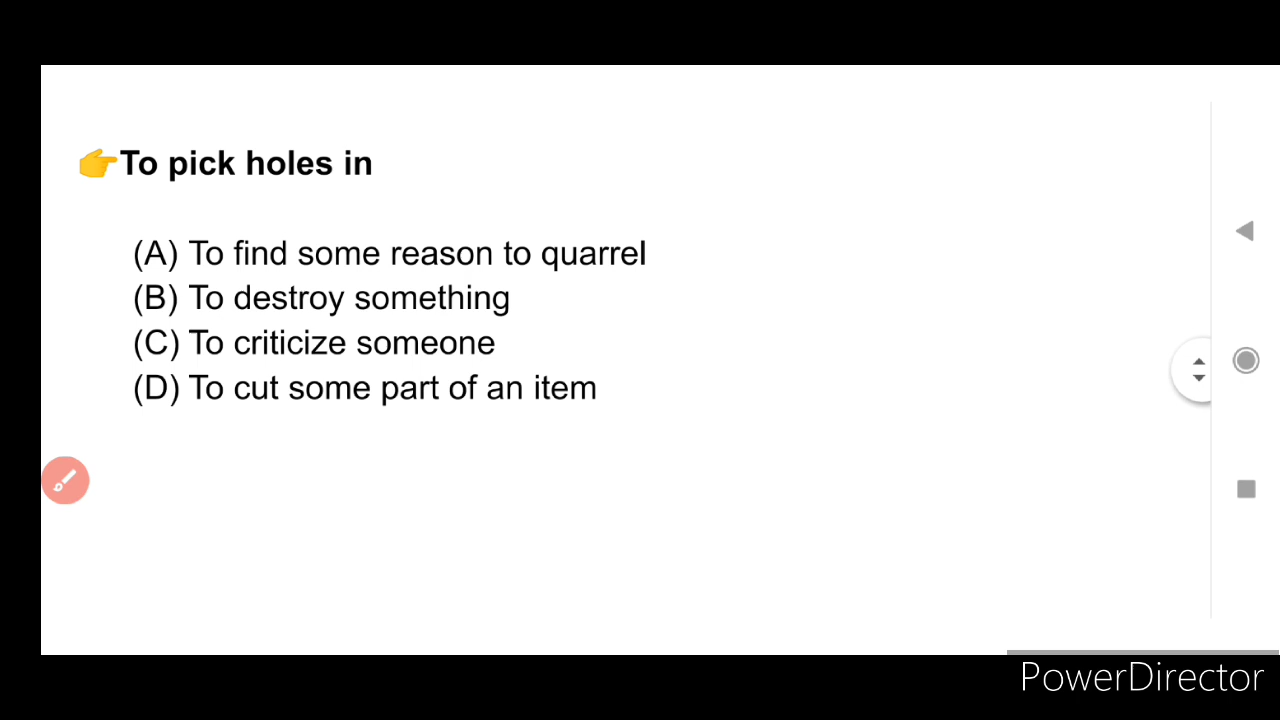 👉To pick holes in
(A) To find some reason to quarrel
(B) To destroy something
(C) To criticize someone
(D) To cut some part of an item
PowerDirector